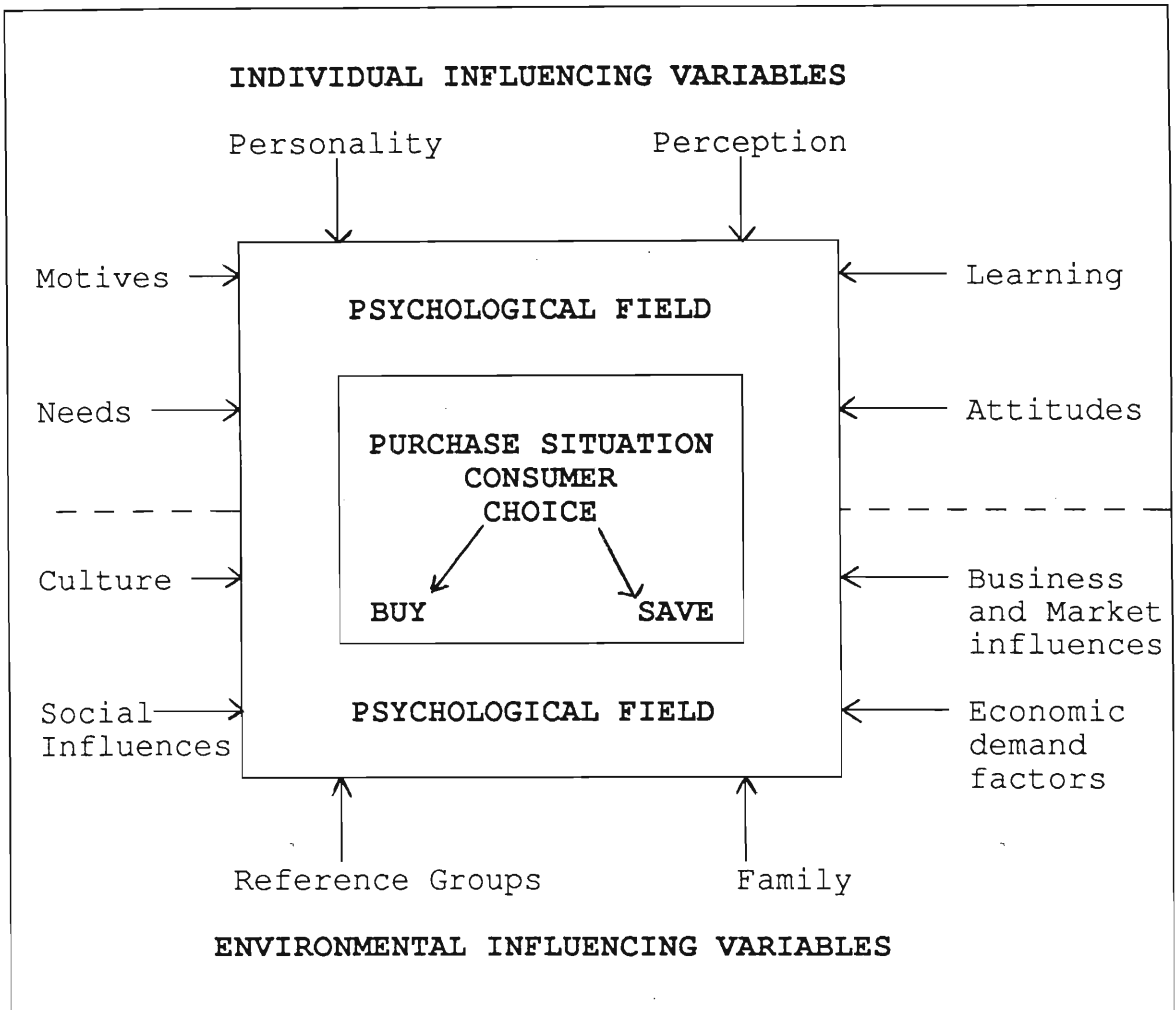 INDIVIDUAL INFLUENCING VARIABLES
Personality
Perception
Motives
Learning
PSYCHOLOGICAL FIELD
Needs
Attitudes
PURCHASE SITUATION
CONSUMER
CHOICE
BUY
SAVE
Culture
Business
and Market
influences
Social
Influences
PSYCHOLOGICAL FIELD
Economic
demand
factors
Reference Groups
Family
ENVIRONMENTAL INFLUENCING VARIABLES